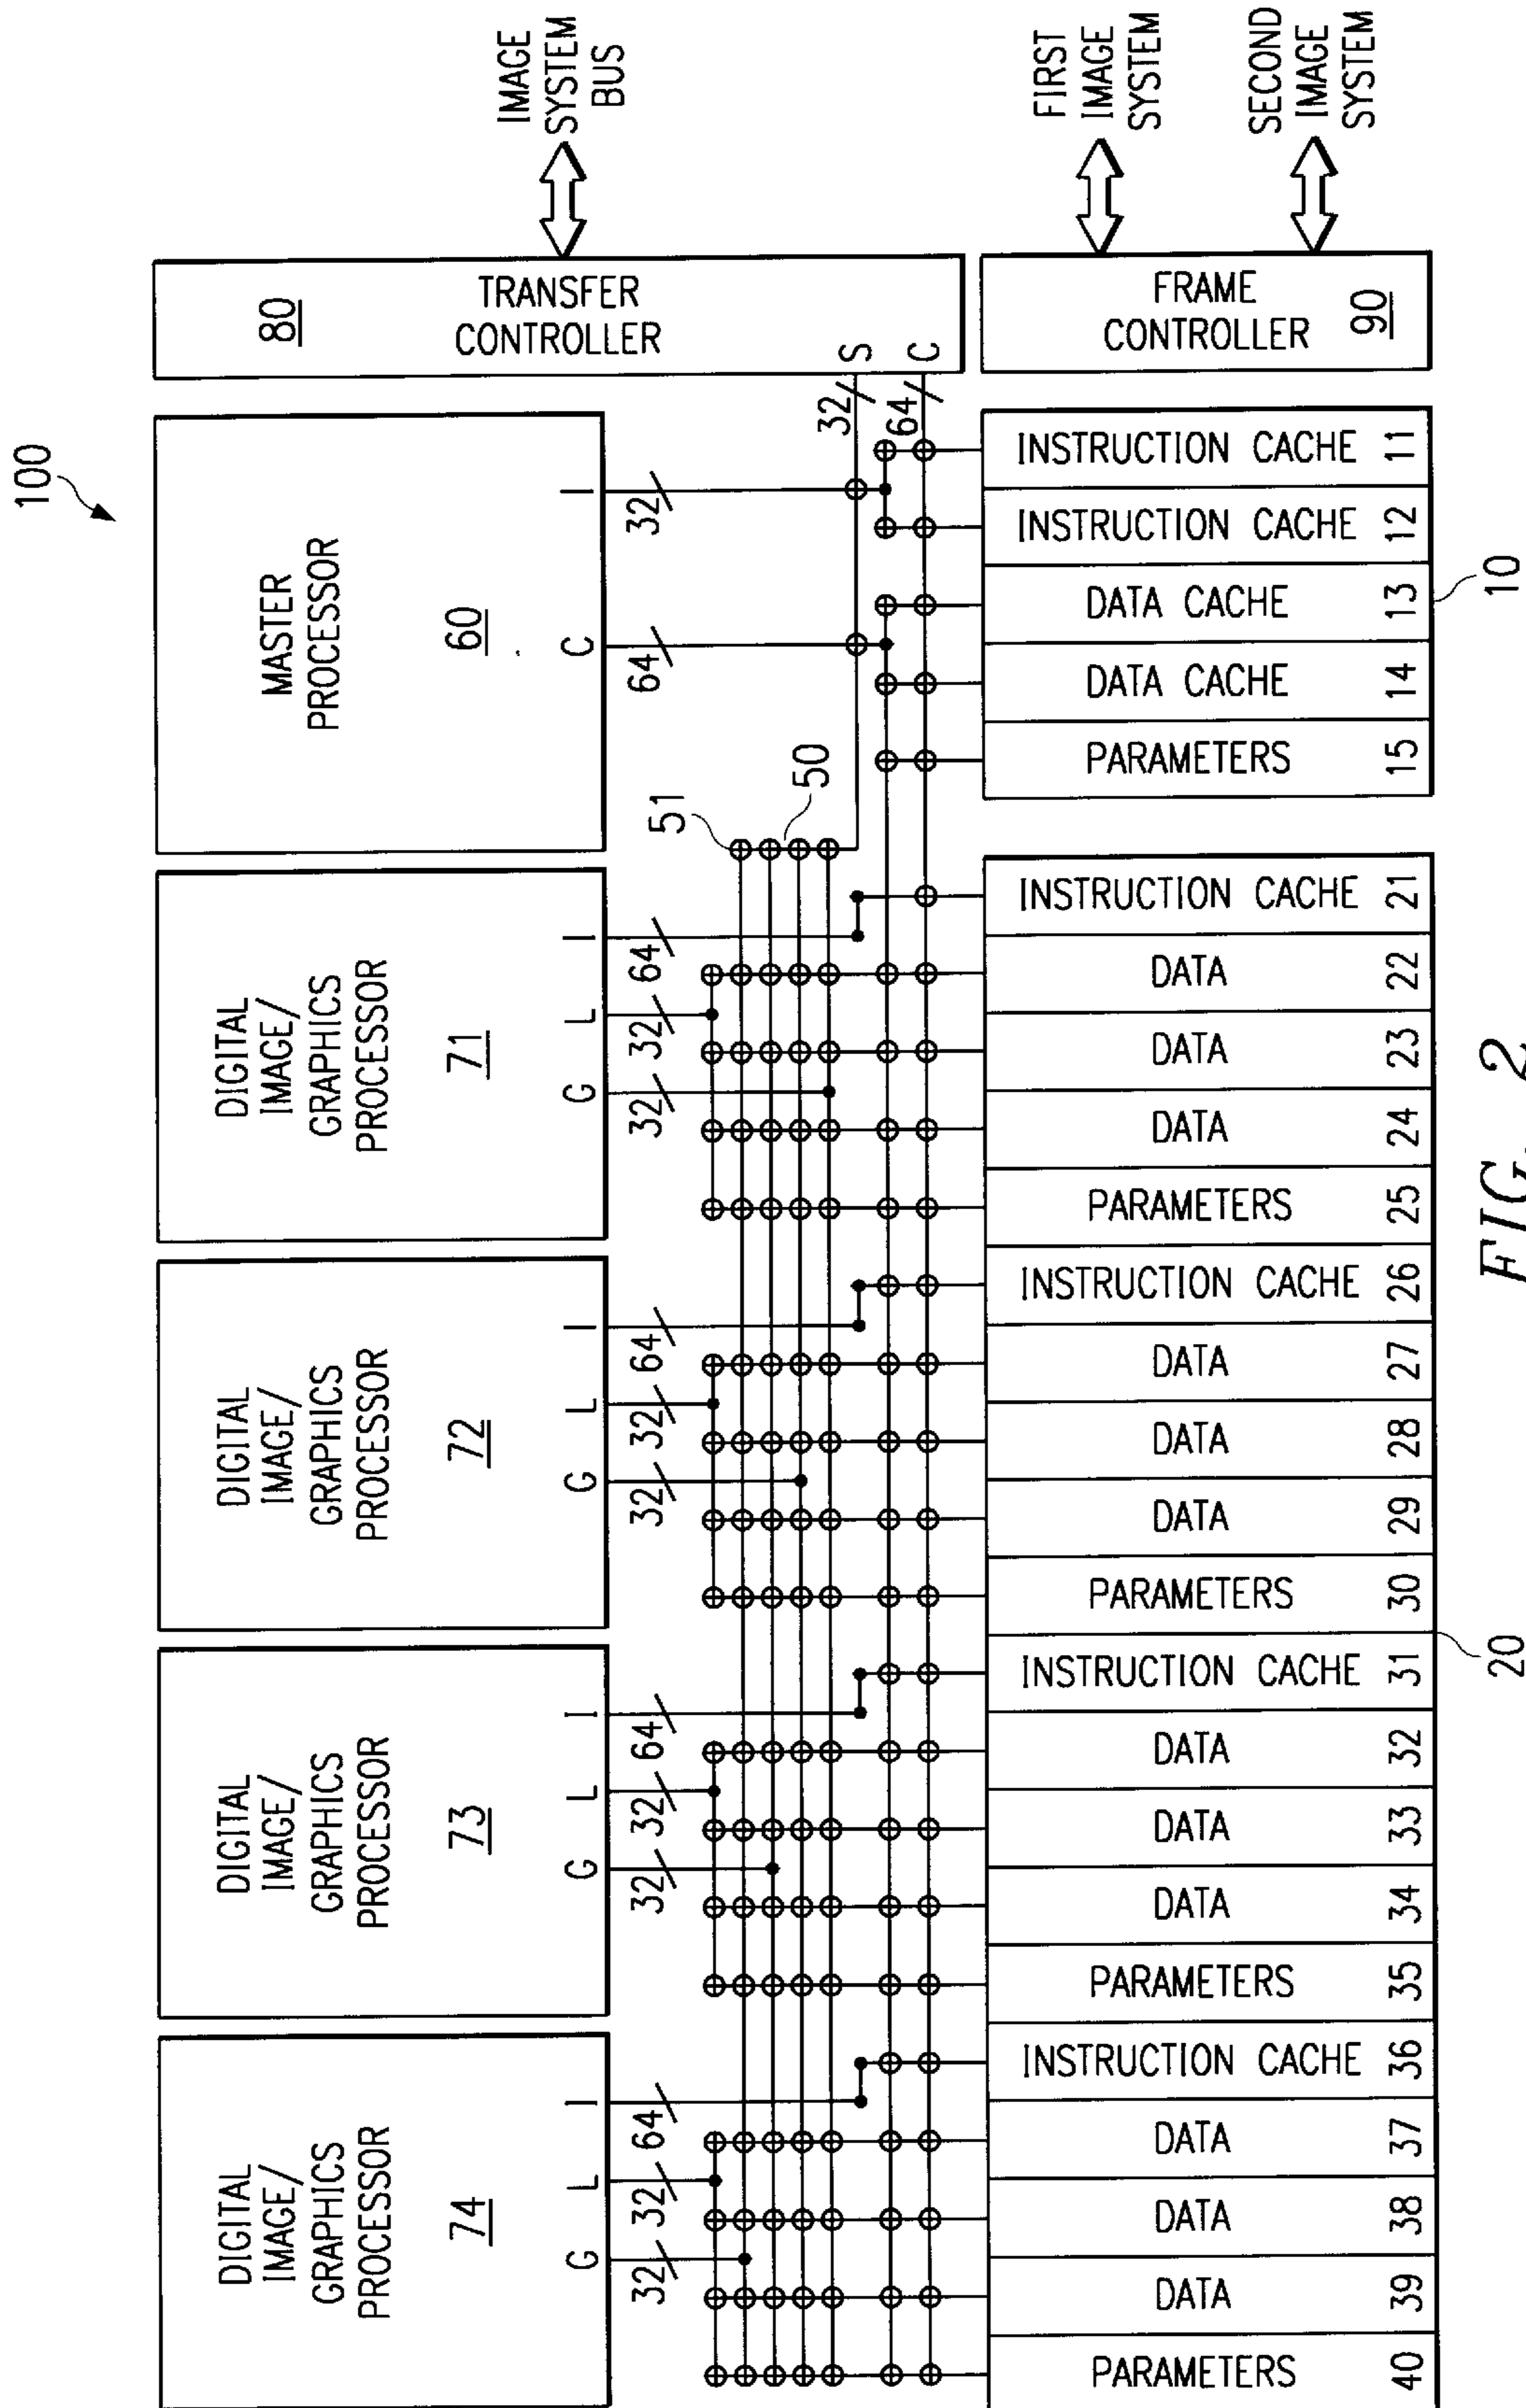 100
DIGITAL
IMAGE/
GRAPHICS
PROCESSOR
74
G
L
I
32
32
64
DIGITAL
IMAGE/
GRAPHICS
PROCESSOR
73
G
L
I
32
32
64
DIGITAL
IMAGE/
GRAPHICS
PROCESSOR
72
G
L
I
32
32
64
DIGITAL
IMAGE/
GRAPHICS
PROCESSOR
71
G
L
I
32
32
64
MASTER
PROCESSOR
60
C
I
64
32
80
TRANSFER
CONTROLLER
S
C
32
64
IMAGE
SYSTEM
BUS
51
50
PARAMETERS 40
DATA 39
DATA 38
DATA 37
INSTRUCTION CACHE 36
PARAMETERS 35
DATA 34
DATA 33
DATA 32
INSTRUCTION CACHE 31
PARAMETERS 30
DATA 29
DATA 28
DATA 27
INSTRUCTION CACHE 26
PARAMETERS 25
DATA 24
DATA 23
DATA 22
INSTRUCTION CACHE 21
PARAMETERS 15
DATA CACHE 14
DATA CACHE 13
INSTRUCTION CACHE 12
INSTRUCTION CACHE 11
FRAME
CONTROLLER
90
FIRST
IMAGE
SYSTEM
SECOND
IMAGE
SYSTEM
20
10
FIG. 2